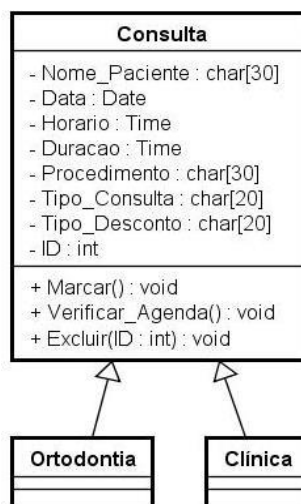 Consulta
- Nome_Paciente : char[30]
- Data : Date
- Horario : Time
- Duracao : Time
- Procedimento : char[30]
- Tipo_Consulta : char[20]
- Tipo_Desconto : char[20]
- ID : int
+ Marcar() : void
+ Verificar_Agenda() : void
+ Excluir(ID : int) : void
Ortodontia
Clínica